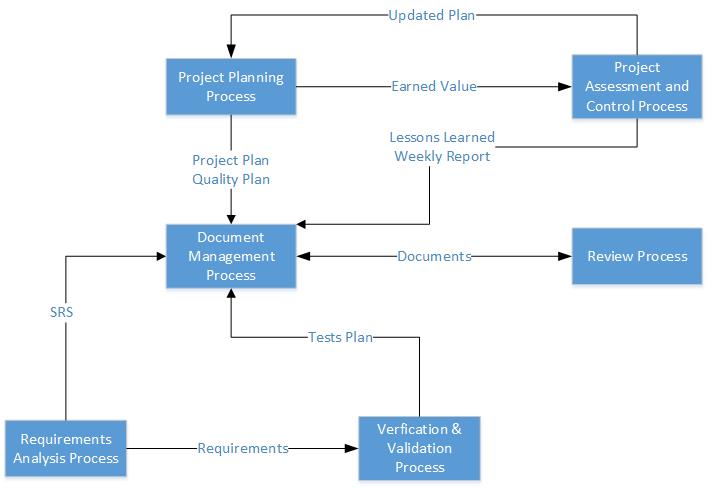 Updated Plan
Project Planning
Process
Earned Value
Project
Assessment and
Control Process
Lessons Learned
Weekly Report
Project Plan
Quality Plan
Document
Management
Process
Documents
Review Process
SRS
Tests Plan
Requirements
Analysis Process
Requirements
Verfication &
Validation
Process